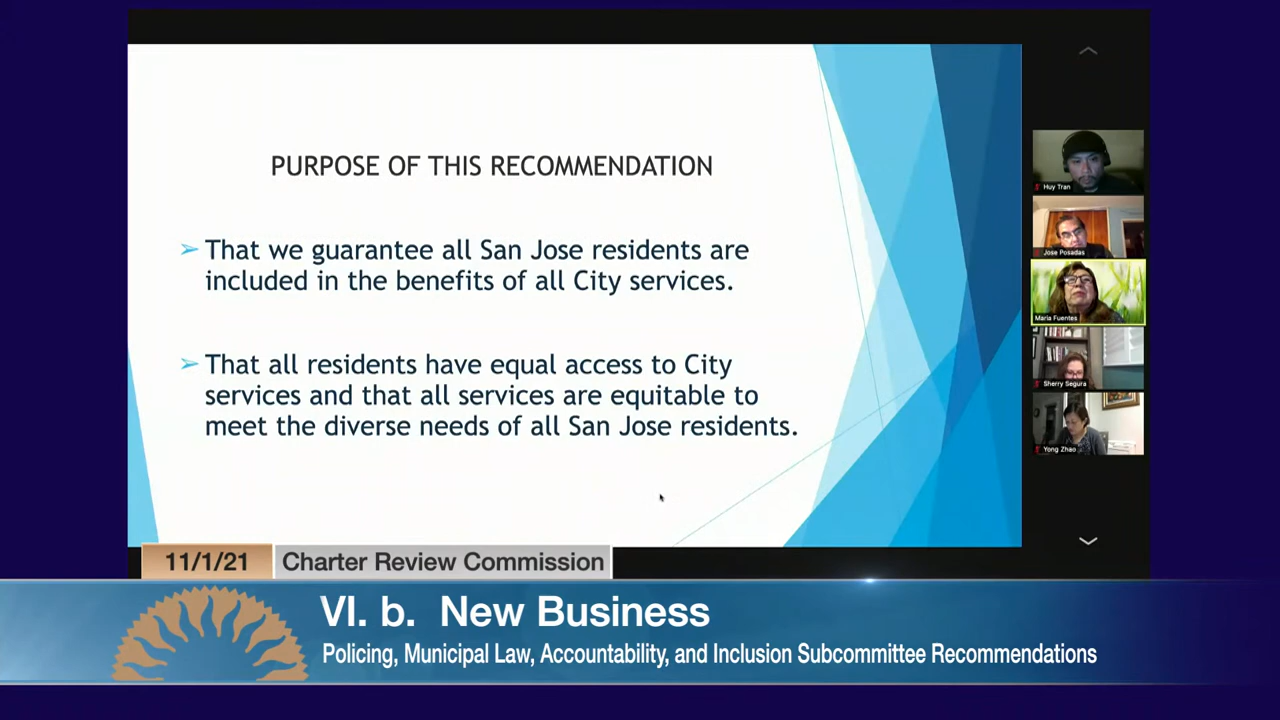 PURPOSE OF THIS RECOMMENDATION
➢ That we guarantee all San Jose residents are
included in the benefits of all City services.
➢ That all residents have equal access to City
services and that all services are equitable to
meet the diverse needs of all San Jose residents.
Huy Tran
Jose Posadas
Maria Fuentes
Sherry Segura
Yong Zhao
11/1/21
Charter Review Commission
VI. b. New Business
Policing, Municipal Law, Accountability, and Inclusion Subcommittee Recommendations